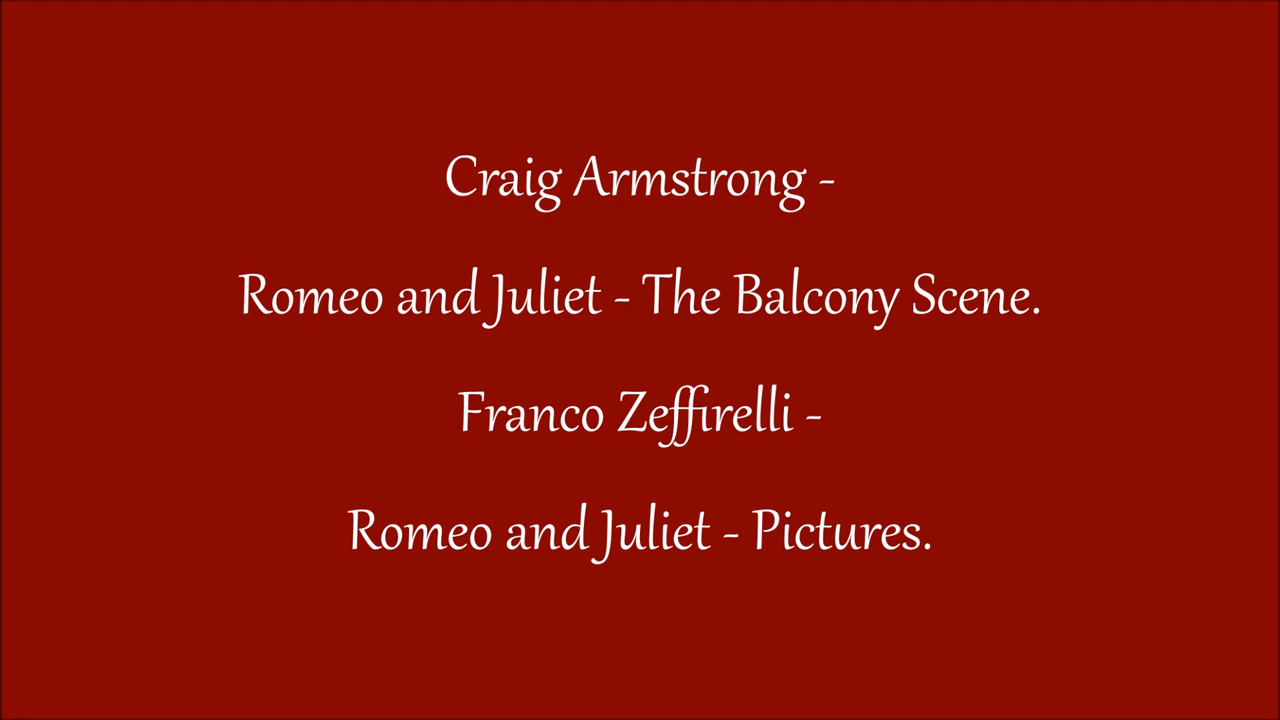 Craig Armstrong -
Romeo and Juliet - The Balcony Scene.
Franco Zeffirelli -
Romeo and Juliet - Pictures.